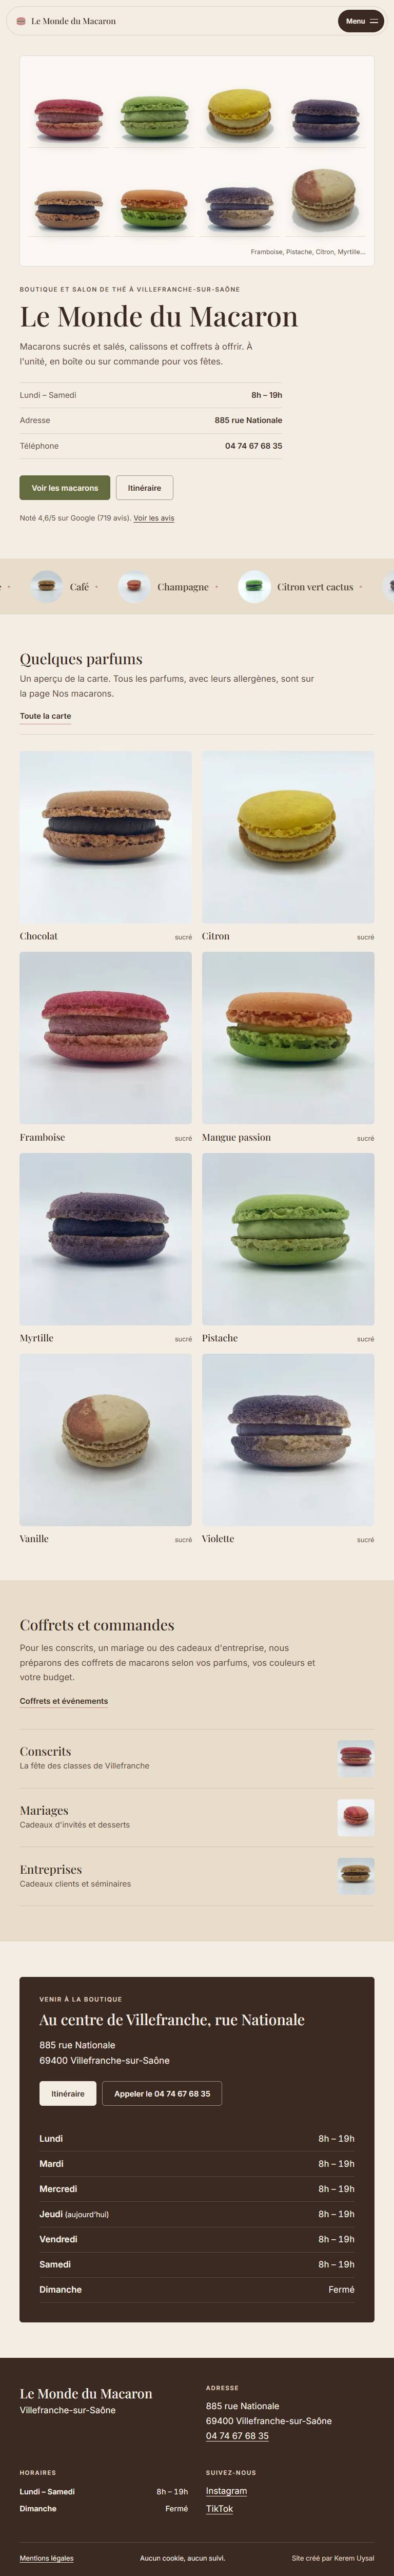 Le Monde du Macaron
Menu
Framboise, Pistache, Citron, Myrtille…
BOUTIQUE ET SALON DE THÉ À VILLEFRANCHE-SUR-SAÔNE
Le Monde du Macaron
Macarons sucrés et salés, calissons et coffrets à offrir. À
l'unité, en boîte ou sur commande pour vos fêtes.
Lundi – Samedi 8h – 19h
Adresse 885 rue Nationale
Téléphone 04 74 67 68 35
Voir les macarons Itinéraire
Noté 4,6/5 sur Google (719 avis). Voir les avis
Café Champagne Citron vert cactus
Quelques parfums
Un aperçu de la carte. Tous les parfums, avec leurs allergènes, sont sur
la page Nos macarons.
Toute la carte
Chocolat sucré
Citron sucré
Framboise sucré
Mangue passion sucré
Myrtille sucré
Pistache sucré
Vanille sucré
Violette sucré
Coffrets et commandes
Pour les conscrits, un mariage ou des cadeaux d'entreprise, nous
préparons des coffrets de macarons selon vos parfums, vos couleurs et
votre budget.
Coffrets et événements
Conscrits
La fête des classes de Villefranche
Mariages
Cadeaux d'invités et desserts
Entreprises
Cadeaux clients et séminaires
VENIR À LA BOUTIQUE
Au centre de Villefranche, rue Nationale
885 rue Nationale
69400 Villefranche-sur-Saône
Itinéraire Appeler le 04 74 67 68 35
Lundi 8h – 19h
Mardi 8h – 19h
Mercredi 8h – 19h
Jeudi (aujourd'hui) 8h – 19h
Vendredi 8h – 19h
Samedi 8h – 19h
Dimanche Fermé
Le Monde du Macaron
Villefranche-sur-Saône
ADRESSE
885 rue Nationale
69400 Villefranche-sur-Saône
04 74 67 68 35
HORAIRES
Lundi – Samedi 8h – 19h
Dimanche Fermé
SUIVEZ-NOUS
Instagram
TikTok
Mentions légales Aucun cookie, aucun suivi. Site créé par Kerem Uysal